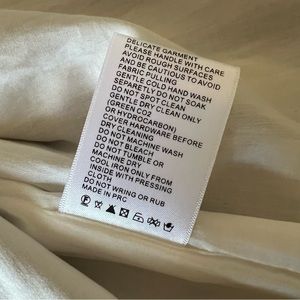 DELICATE GARMENT
PLEASE HANDLE WITH CARE
AVOID ROUGH SURFACES
AND BE CAUTIOUS TO AVOID
FABRIC PULLING
GENTLE COLD HAND WASH
SEPARETLY DO NOT SOAK
DO NOT SPOT CLEAN
GENTLE DRY CLEAN ONLY
(GREEN CO2
OR HYDROCARBON)
COVER HARDWARE BEFORE
DRY CLEANING
DO NOT MACHINE WASH
DO NOT BLEACH
DO NOT TUMBLE OR
MACHINE DRY
COOL IRON ONLY FROM
INSIDE WITH PRESSING
CLOTH
DO NOT WRING OR RUB
MADE IN PRC